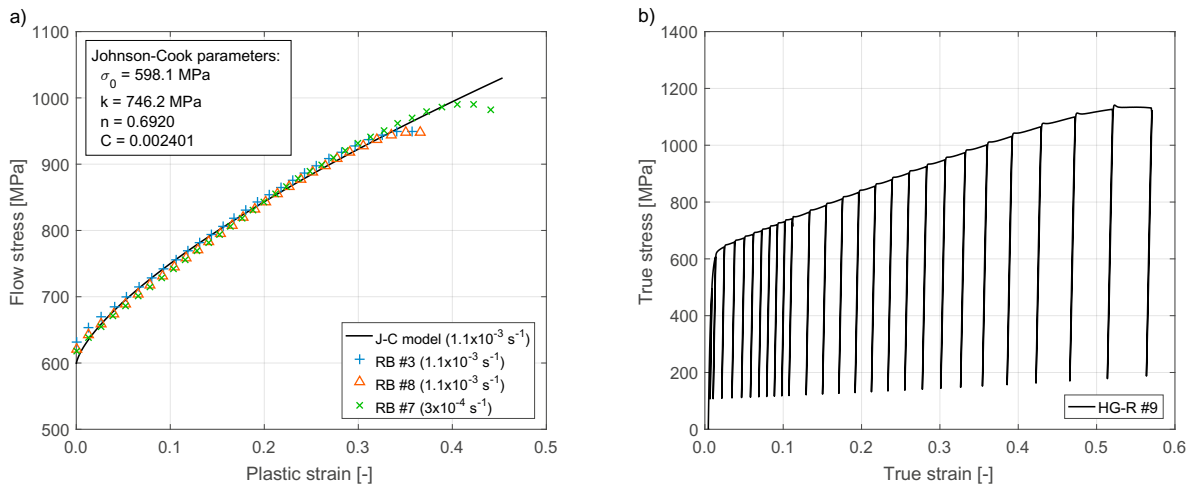 a)
1100
1000
900
800
700
600
500
Flow stress [MPa]
Johnson-Cook parameters:
σ0 = 598.1 MPa
k = 746.2 MPa
n = 0.6920
C = 0.002401
J-C model (1.1x10-3 s-1)
RB #3 (1.1x10-3 s-1)
RB #8 (1.1x10-3 s-1)
RB #7 (3x10-4 s-1)
0.0 0.1 0.2 0.3 0.4 0.5
Plastic strain [-]
b)
1400
1200
1000
800
600
400
200
0
True stress [MPa]
HG-R #9
0.0 0.1 0.2 0.3 0.4 0.5 0.6
True strain [-]